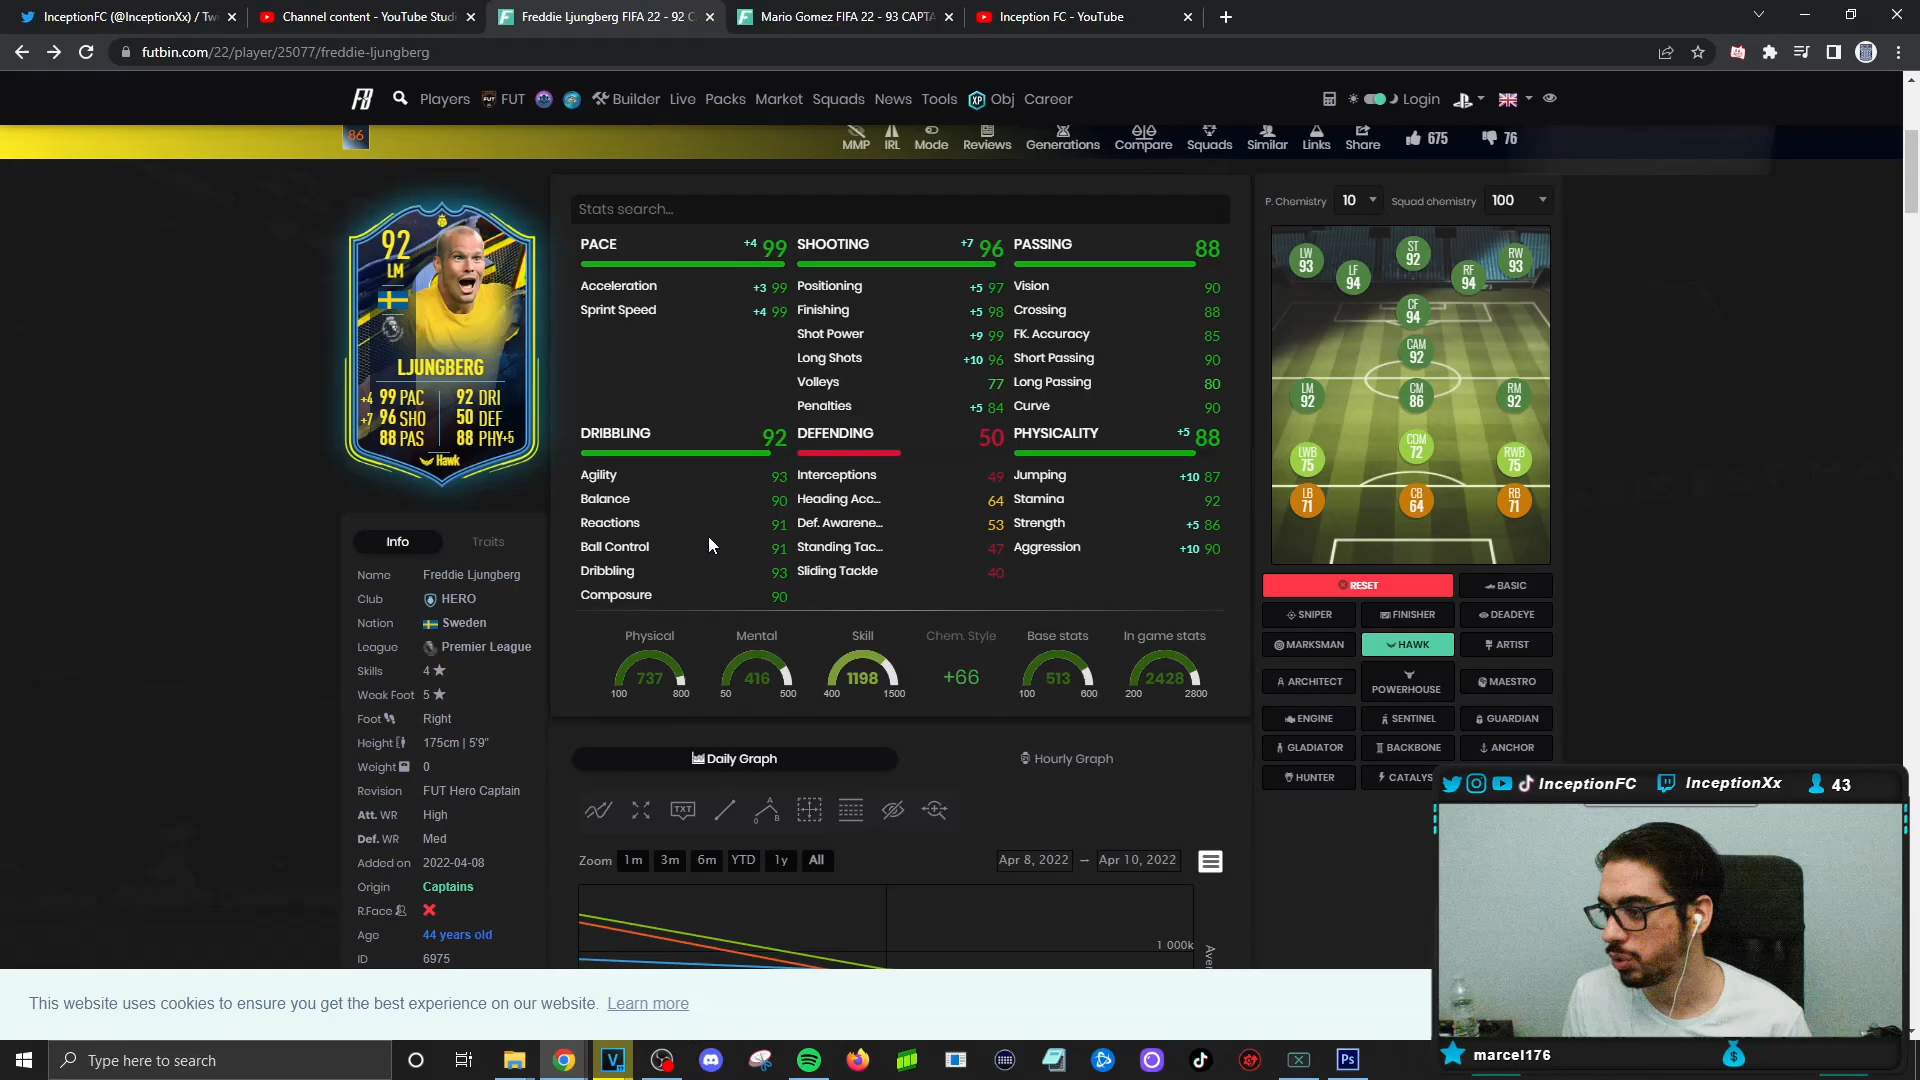 InceptionFC (@InceptionXx) / Tw
Channel content - YouTube Studi
Freddie Ljungberg FIFA 22 - 92 C
Mario Gomez FIFA 22 - 93 CAPTA
Inception FC - YouTube
futbin.com/22/player/25077/freddie-ljungberg
Players FUT Builder Live Packs Market Squads News Tools XP Obj Career Login
86
MMP IRL Mode Reviews Generations Compare Squads Similar Links Share 675 76
Stats search...
P. Chemistry 10 Squad chemistry 100
92
LM
LJUNGBERG
+4 99 PAC 92 DRI
+7 96 SHO 50 DEF
88 PAS 88 PHY+5
Hawk
PACE +4 99
Acceleration +3 99
Sprint Speed +4 99
SHOOTING +7 96
Positioning +5 97
Finishing +5 98
Shot Power +9 99
Long Shots +10 96
Volleys 77
Penalties +5 84
PASSING 88
Vision 90
Crossing 88
FK. Accuracy 85
Short Passing 90
Long Passing 80
Curve 90
DRIBBLING 92
Agility 93
Balance 90
Reactions 91
Ball Control 91
Dribbling 93
Composure 90
DEFENDING 50
Interceptions 49
Heading Acc... 64
Def. Awarene... 53
Standing Tac... 47
Sliding Tackle 40
PHYSICALITY +5 88
Jumping +10 87
Stamina 92
Strength +5 86
Aggression +10 90
Physical 737 100 800
Mental 416 50 500
Skill 1198 400 1500
Chem. Style +66
Base stats 513 100 600
In game stats 2428 200 2800
LW 93
ST 92
RW 93
LF 94
RF 94
CF 94
CAM 92
LM 92
CM 86
RM 92
LWB 75
CDM 72
RWB 75
LB 71
CB 64
RB 71
RESET BASIC
SNIPER FINISHER DEADEYE
MARKSMAN HAWK ARTIST
ARCHITECT POWERHOUSE MAESTRO
ENGINE SENTINEL GUARDIAN
GLADIATOR BACKBONE ANCHOR
HUNTER CATALYS
Info Traits
Name Freddie Ljungberg
Club HERO
Nation Sweden
League Premier League
Skills 4
Weak Foot 5
Foot Right
Height 175cm | 5'9"
Weight 0
Revision FUT Hero Captain
Att. WR High
Def. WR Med
Added on 2022-04-08
Origin Captains
R.Face
Age 44 years old
ID 6975
Daily Graph Hourly Graph
TXT
Zoom 1m 3m 6m YTD 1y All Apr 8, 2022 → Apr 10, 2022
1 000k
InceptionFC InceptionXx 43
This website uses cookies to ensure you get the best experience on our website. Learn more
marcel176
Type here to search
Ps